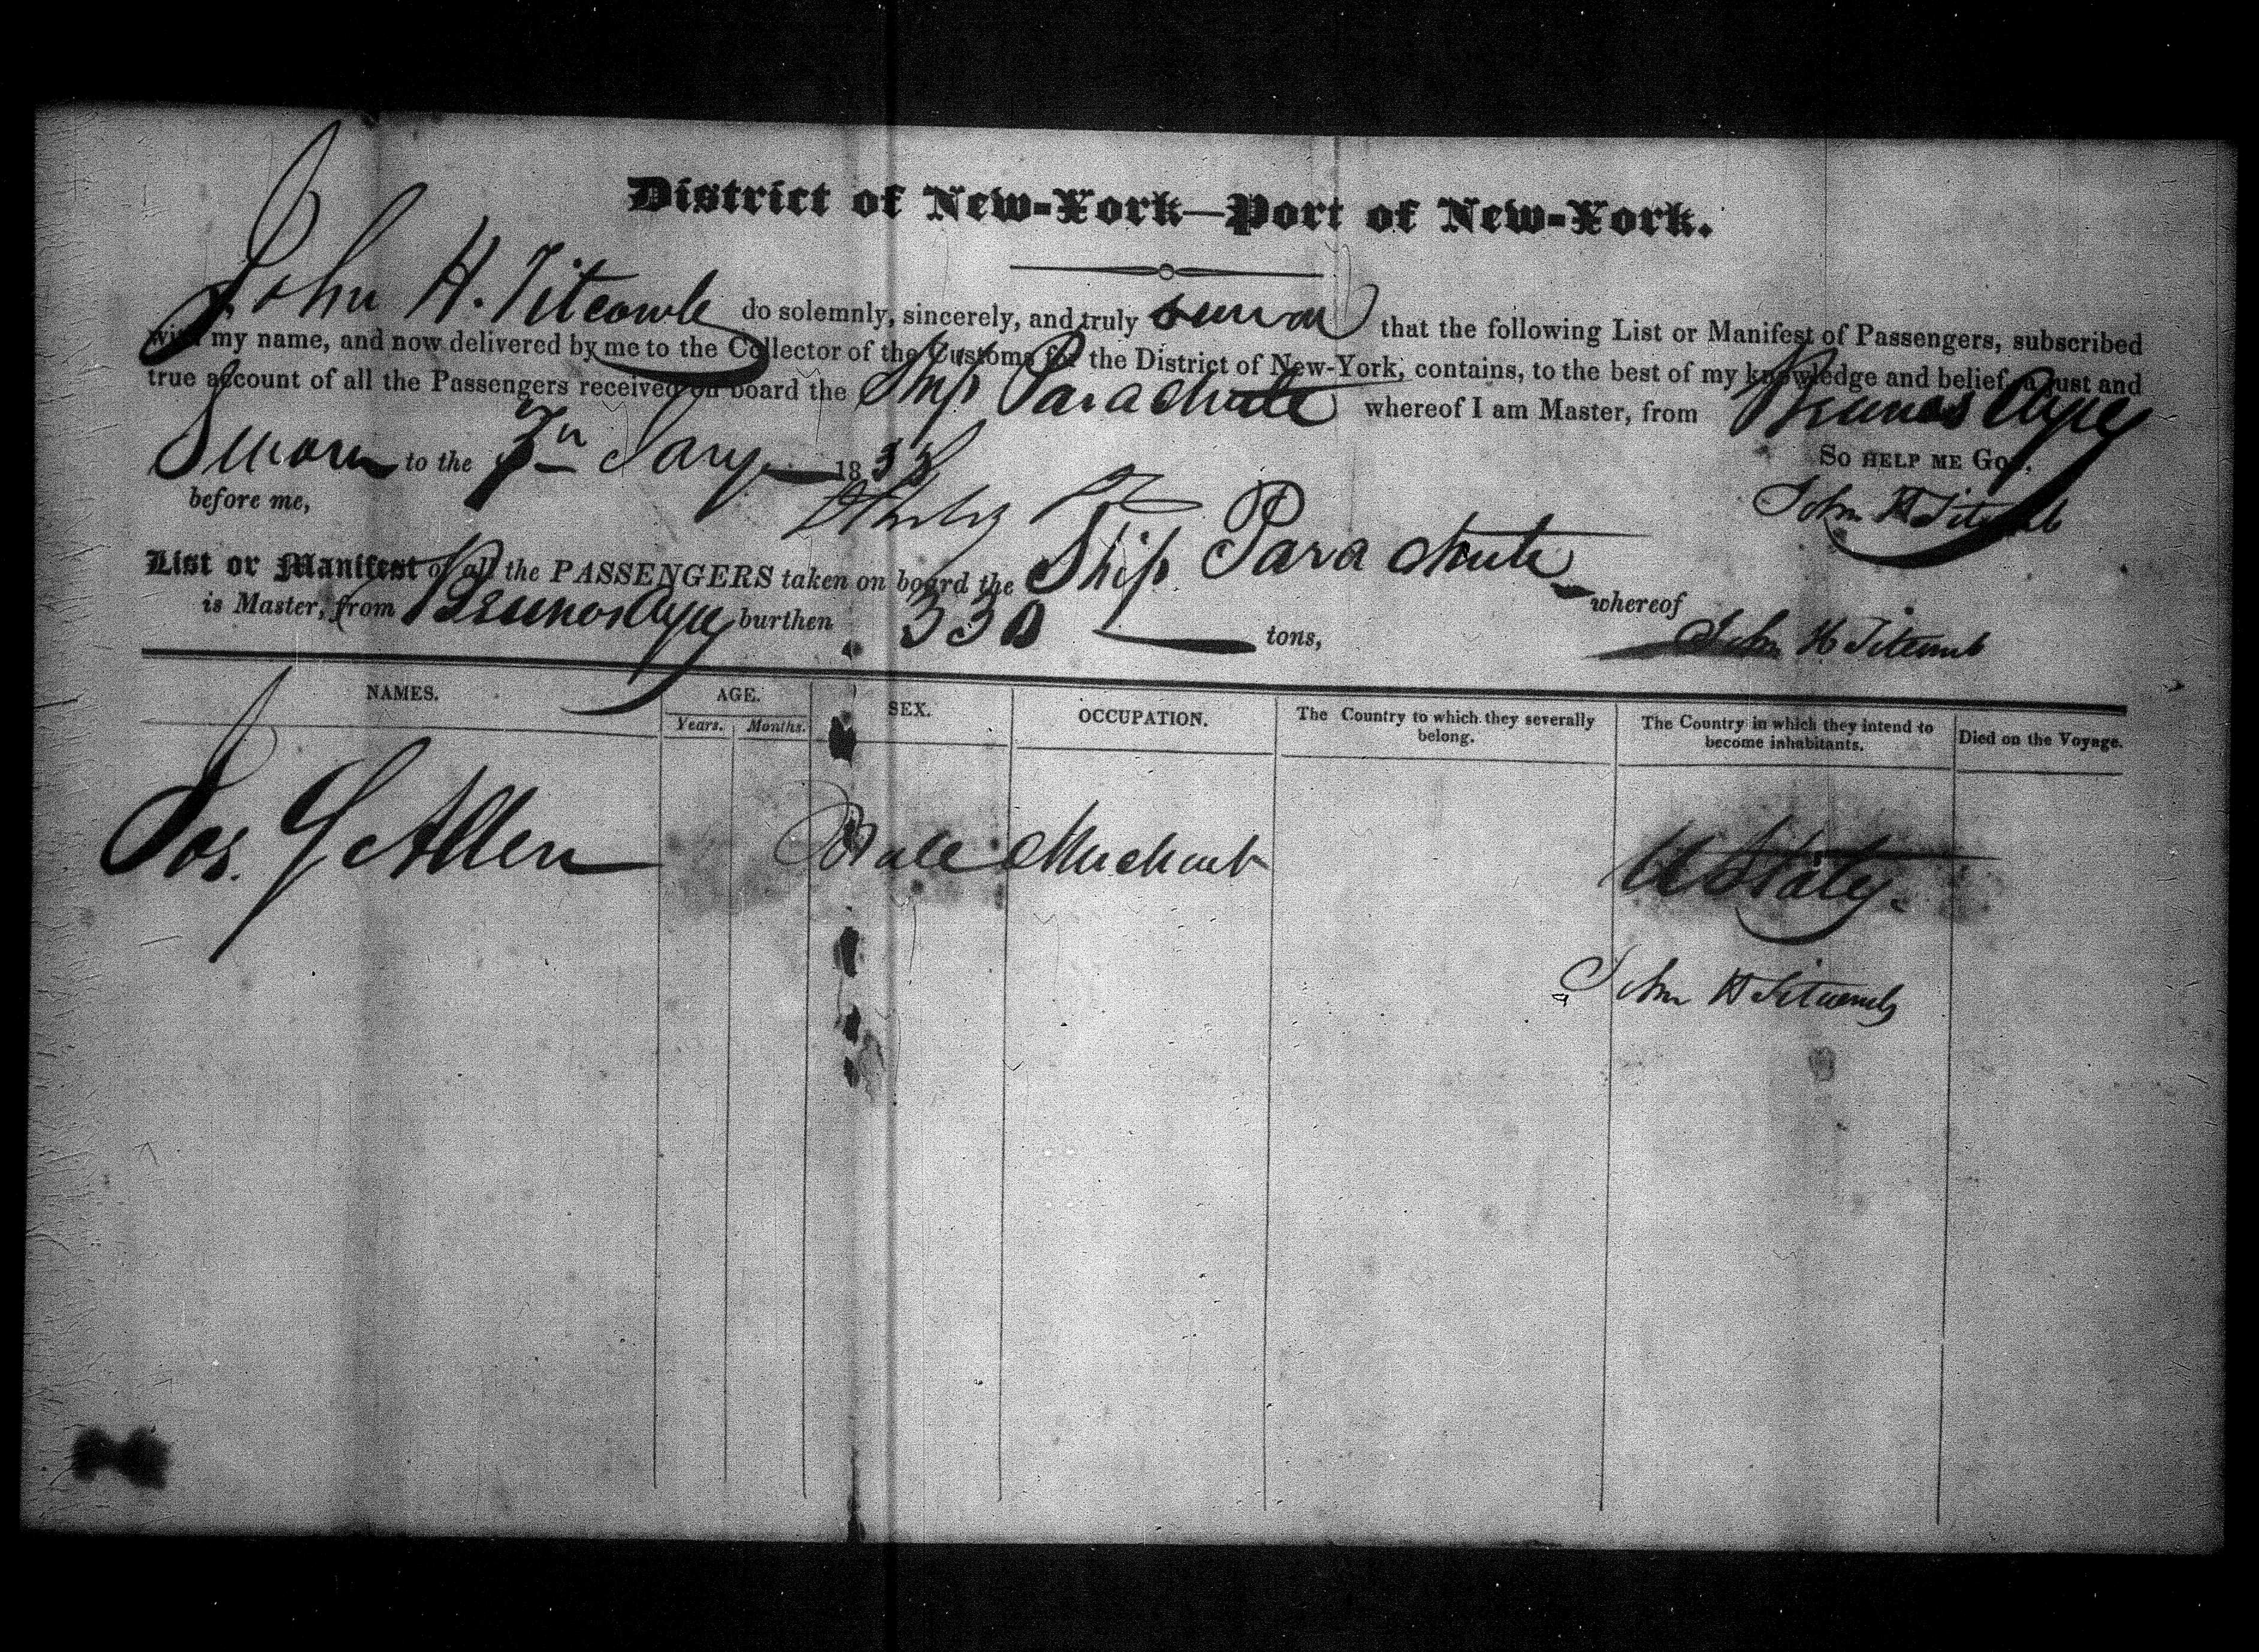 District of New-York—Port of New-York.
John H. Titcomb do solemnly, sincerely, and truly swear that the following List or Manifest of Passengers, subscribed
with my name, and now delivered by me to the Collector of the Customs for the District of New-York, contains, to the best of my knowledge and belief, a just and
true account of all the Passengers received on board the Ship Parachute whereof I am Master, from Buenos Ayres
Sworn to the 7th Jany 183 So HELP ME GOD.
before me, John H Titcomb
List or Manifest of all the PASSENGERS taken on board the Ship Parachute whereof John H Titcomb
is Master, from Buenos Ayres burthen 330 tons,
NAMES. AGE. SEX. OCCUPATION. The Country to which they severally belong. The Country in which they intend to become inhabitants. Died on the Voyage.
Years. Months.
Jos. G Allen Male Merchant U States.
John H Titcomb